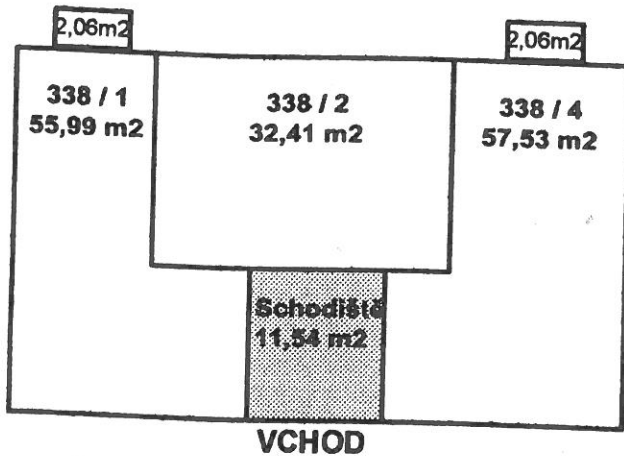 2,06m2
2,06m2
338 / 1
55,99 m2
338 / 2
32,41 m2
338 / 4
57,53 m2
Schodiště
11,54 m2
VCHOD